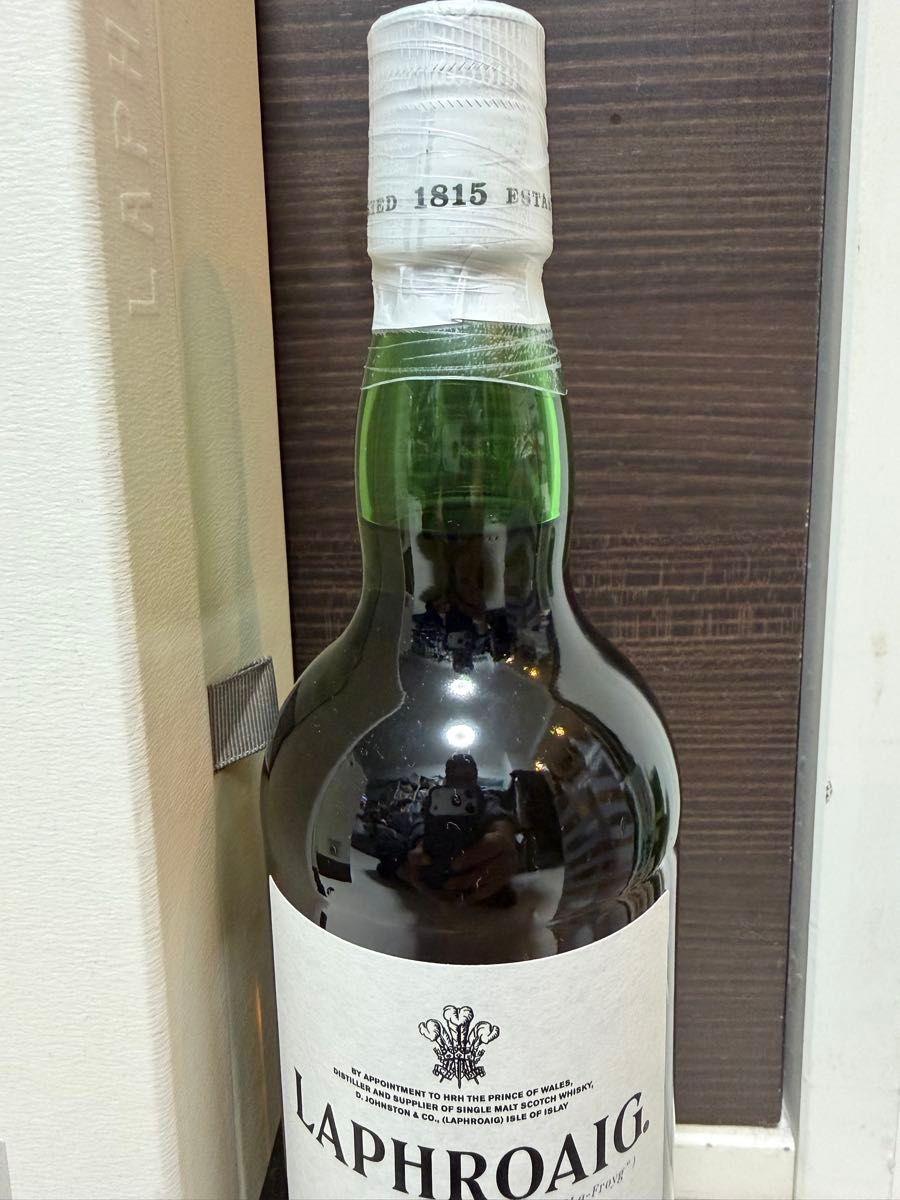 LAPH
1815
BY APPOINTMENT TO HRH THE PRINCE OF WALES,
DISTILLER AND SUPPLIER OF SINGLE MALT SCOTCH WHISKY,
D. JOHNSTON & CO., (LAPHROAIG) ISLE OF ISLAY
LAPHROAIG.